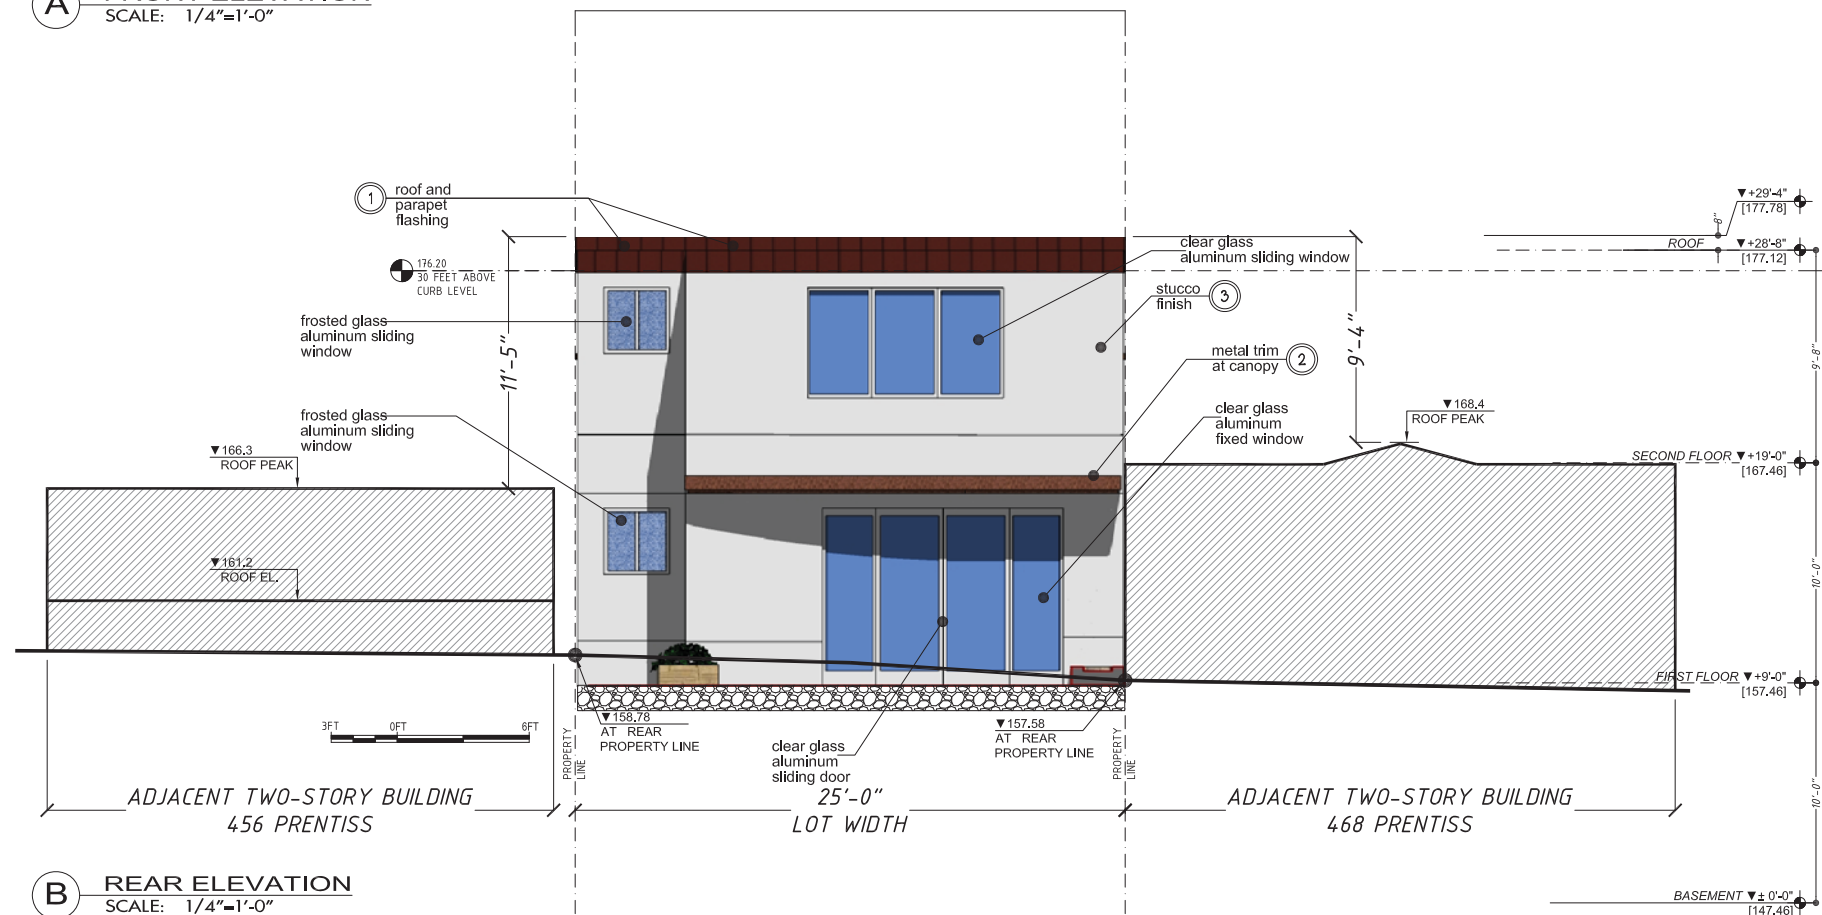 A
SCALE: 1/4"=1'-0"
1
roof and
parapet
flashing
176.20
30 FEET ABOVE
CURB LEVEL
frosted glass
aluminum sliding
window
11'-5"
frosted glass
aluminum sliding
window
▼166.3
ROOF PEAK
▼161.2
ROOF EL.
clear glass
aluminum sliding window
stucco
finish
3
metal trim
at canopy
2
clear glass
aluminum
fixed window
9'-4"
▼168.4
ROOF PEAK
▼+29'-4"
[177.78]
8"
ROOF ▼+28'-8"
[177.12]
9'-8"
SECOND FLOOR ▼+19'-0"
[167.46]
10'-0"
FIRST FLOOR ▼+9'-0"
[157.46]
10'-0"
3FT 0FT 6FT
PROPERTY
LINE
▼158.78
AT REAR
PROPERTY LINE
clear glass
aluminum
sliding door
▼157.58
AT REAR
PROPERTY LINE
PROPERTY
LINE
ADJACENT TWO-STORY BUILDING
456 PRENTISS
25'-0"
LOT WIDTH
ADJACENT TWO-STORY BUILDING
468 PRENTISS
B
REAR ELEVATION
SCALE: 1/4"=1'-0"
BASEMENT ▼± 0'-0"
[147.46]